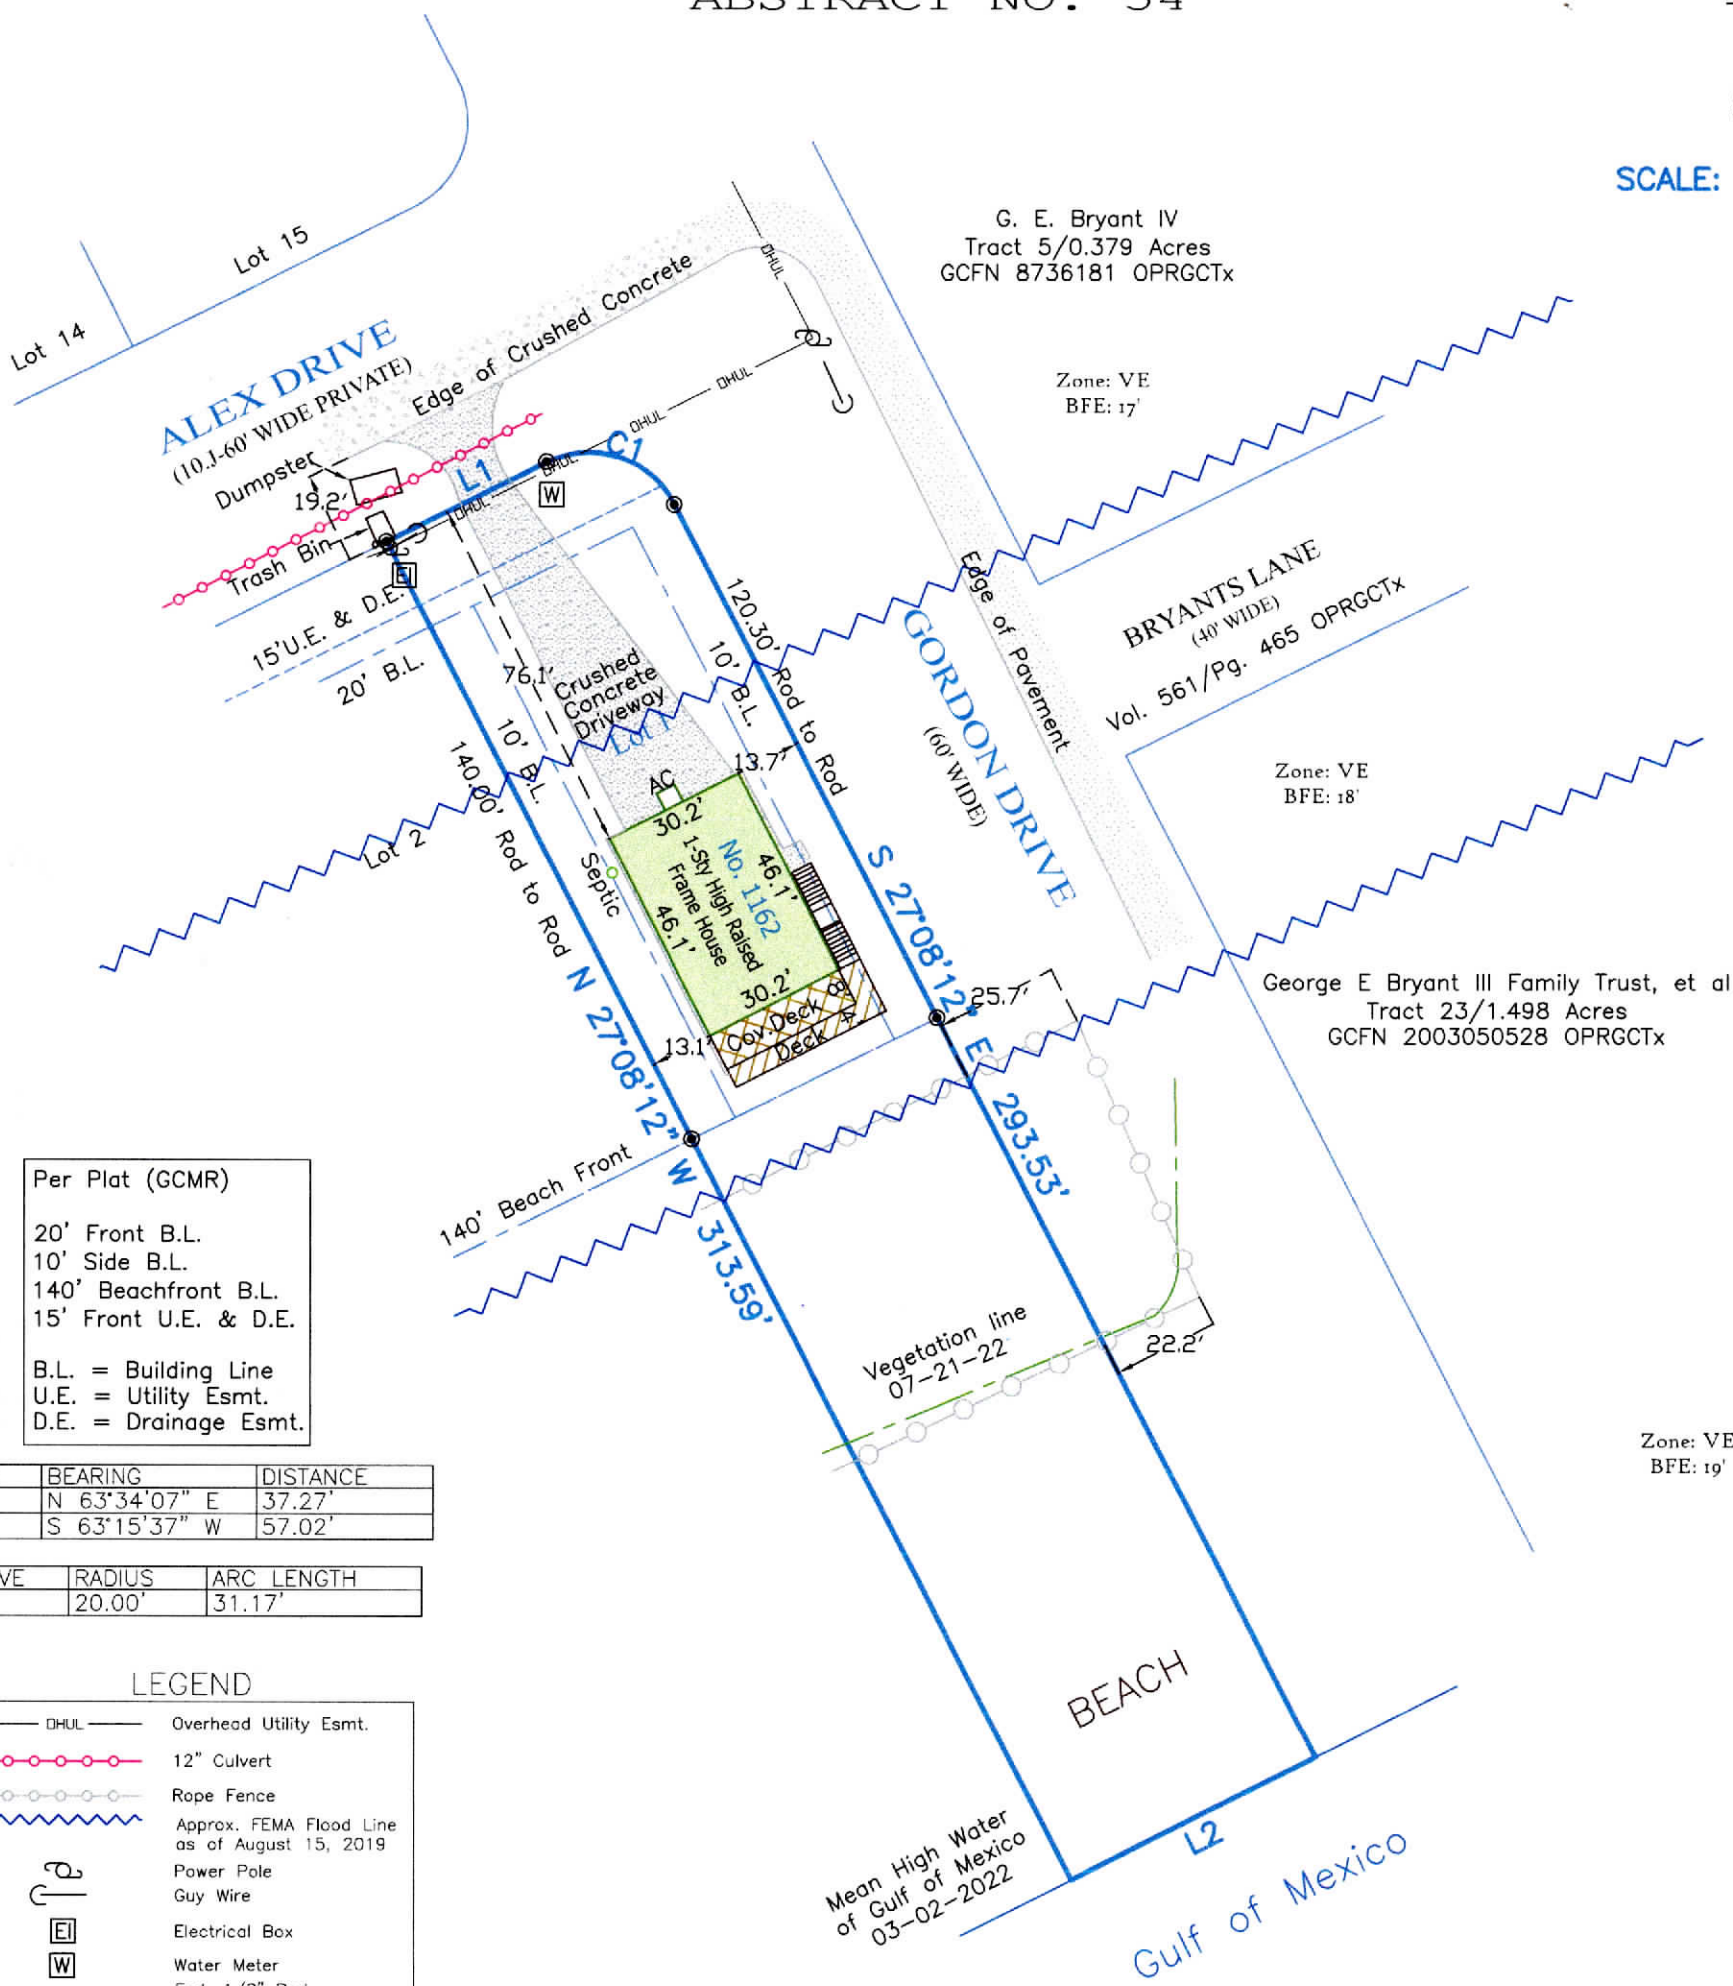 ABSTRACT NO. 34
SCALE:
Lot 15
Lot 14
G. E. Bryant IV
Tract 5/0.379 Acres
GCFN 8736181 OPRGCTx
ALEX DRIVE
(10.1-60' WIDE PRIVATE)
Edge of Crushed Concrete
OHUL
OHUL
OHUL
OHUL
OHUL
Zone: VE
BFE: 17'
Dumpster
19.2'
Trash Bin
L1
C1
W
EI
15'U.E. & D.E.
20' B.L.
76.1'
Crushed
Concrete
Driveway
Lot 1
10' B.L.
10' B.L.
120.30' Rod to Rod
140.00' Rod to Rod
Edge of Pavement
GORDON DRIVE
(60' WIDE)
BRYANTS LANE
(40' WIDE)
Vol. 561/Pg. 465 OPRGCTx
Zone: VE
BFE: 18'
Lot 2
13.7'
AC
30.2'
No. 1162
1-Sty High Raised
Frame House
46.1'
46.1'
30.2'
Septic
Cov.Deck
8
Deck
4
13.1'
25.7'
S 27°08'12" E
293.53'
N 27°08'12" W
313.59'
George E Bryant III Family Trust, et al
Tract 23/1.498 Acres
GCFN 2003050528 OPRGCTx
140' Beach Front
Per Plat (GCMR)
20' Front B.L.
10' Side B.L.
140' Beachfront B.L.
15' Front U.E. & D.E.
B.L. = Building Line
U.E. = Utility Esmt.
D.E. = Drainage Esmt.
Vegetation line
07-21-22
22.2'
Zone: VE
BFE: 19'
BEARING DISTANCE
N 63°34'07" E 37.27'
S 63°15'37" W 57.02'
VE RADIUS ARC LENGTH
20.00' 31.17'
BEACH
L2
Mean High Water
of Gulf of Mexico
03-02-2022
Gulf of Mexico
LEGEND
OHUL Overhead Utility Esmt.
12" Culvert
Rope Fence
Approx. FEMA Flood Line
as of August 15, 2019
Power Pole
Guy Wire
EI Electrical Box
W Water Meter